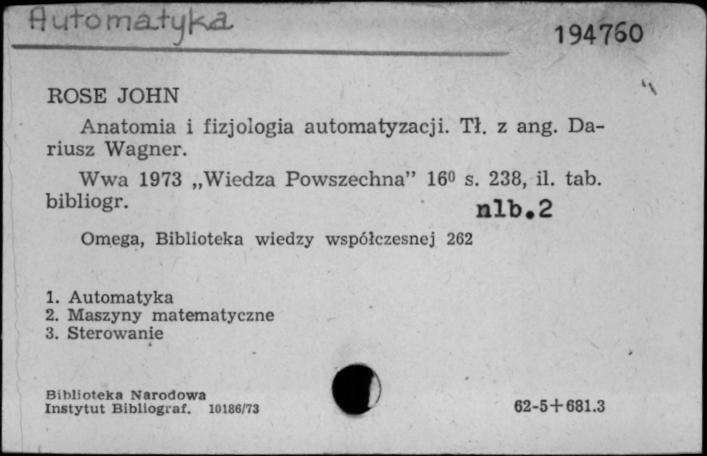 Automatyka
194760
ROSE JOHN
Anatomia i fizjologia automatyzacji. Tł. z ang. Da-
riusz Wagner.
Wwa 1973 „Wiedza Powszechna” 16⁰ s. 238, il. tab.
bibliogr.
nlb.2
Omega, Biblioteka wiedzy współczesnej 262
1. Automatyka
2. Maszyny matematyczne
3. Sterowanie
Biblioteka Narodowa
Instytut Bibliograf. 10186/73
62-5+681.3